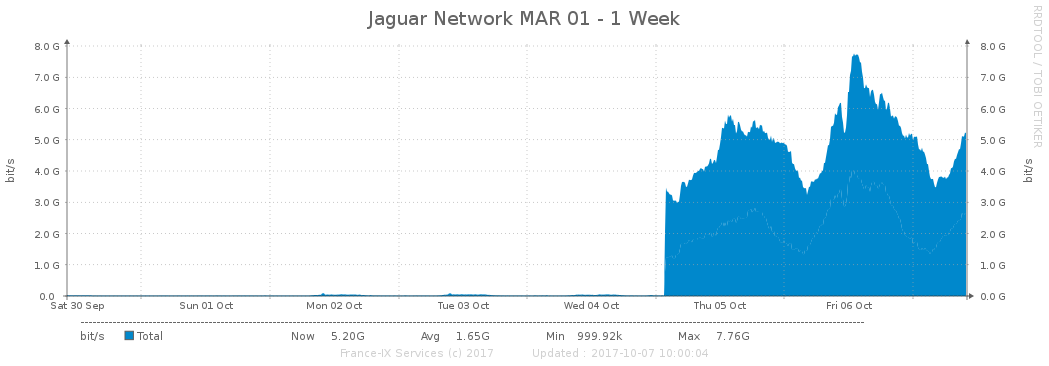 Jaguar Network MAR 01 - 1 Week
RRDTOOL / TOBI OETIKER
bit/s
8.0 G
7.0 G
6.0 G
5.0 G
4.0 G
3.0 G
2.0 G
1.0 G
0.0
8.0 G
7.0 G
6.0 G
5.0 G
4.0 G
3.0 G
2.0 G
1.0 G
0.0 G
bit/s
Sat 30 Sep Sun 01 Oct Mon 02 Oct Tue 03 Oct Wed 04 Oct Thu 05 Oct Fri 06 Oct
bit/s Total Now 5.20G Avg 1.65G Min 999.92k Max 7.76G
France-IX Services (c) 2017 Updated : 2017-10-07 10:00:04